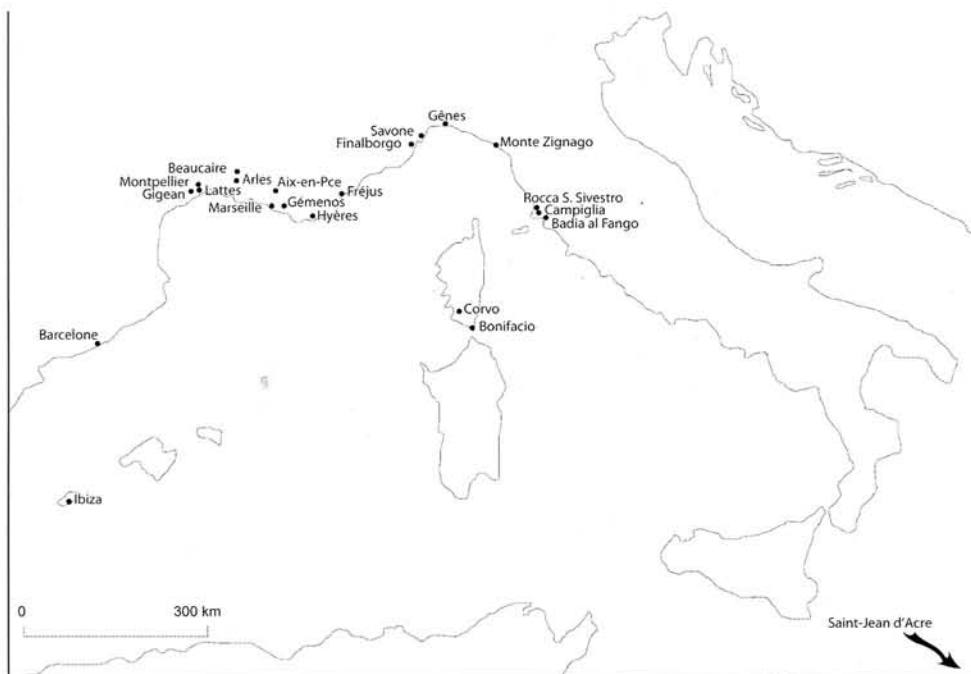 Gênes
Savone
Finalborgo
Monte Zignago
Beaucaire
Arles
Aix-en-Pce
Montpellier
Lattes
Gigean
Fréjus
Marseille
Gémenos
Hyères
Rocca S. Sivestro
Campiglia
Badia al Fango
Corvo
Bonifacio
Barcelone
Ibiza
0 300 km
Saint-Jean d'Acre